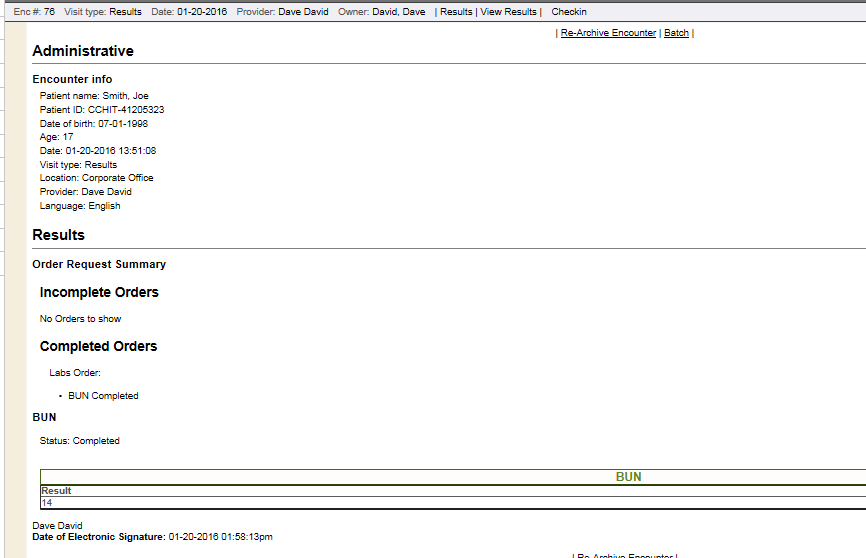 Enc #: 76 Visit type: Results Date: 01-20-2016 Provider: Dave David Owner: David, Dave | Results | View Results | Checkin
| Re-Archive Encounter | Batch |
Administrative
Encounter info
Patient name: Smith, Joe
Patient ID: CCHIT-41205323
Date of birth: 07-01-1998
Age: 17
Date: 01-20-2016 13:51:08
Visit type: Results
Location: Corporate Office
Provider: Dave David
Language: English
Results
Order Request Summary
Incomplete Orders
No Orders to show
Completed Orders
Labs Order:
• BUN Completed
BUN
Status: Completed
BUN
Result
14
Dave David
Date of Electronic Signature: 01-20-2016 01:58:13pm
| Re-Archive Encounter |